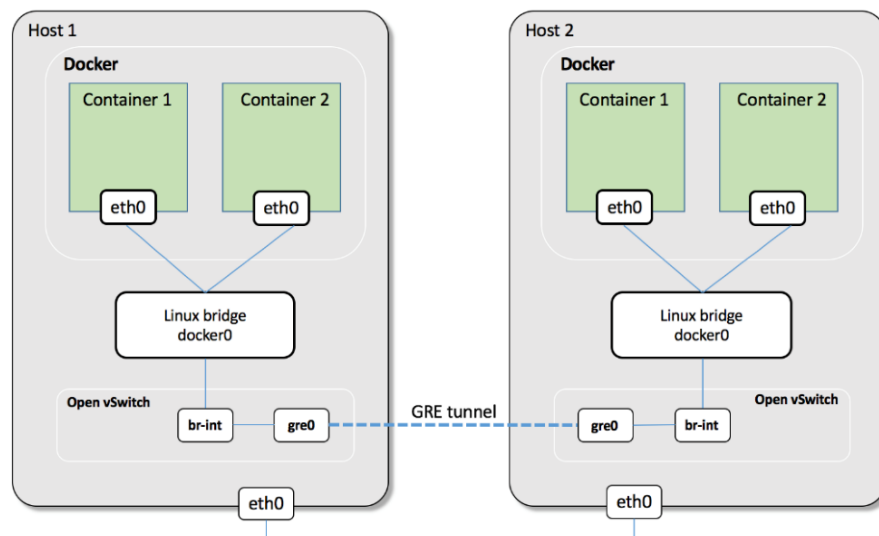 Host 1
Docker
Container 1
Container 2
eth0
eth0
Linux bridge
docker0
Open vSwitch
br-int
gre0
eth0
GRE tunnel
Host 2
Docker
Container 1
Container 2
eth0
eth0
Linux bridge
docker0
Open vSwitch
gre0
br-int
eth0